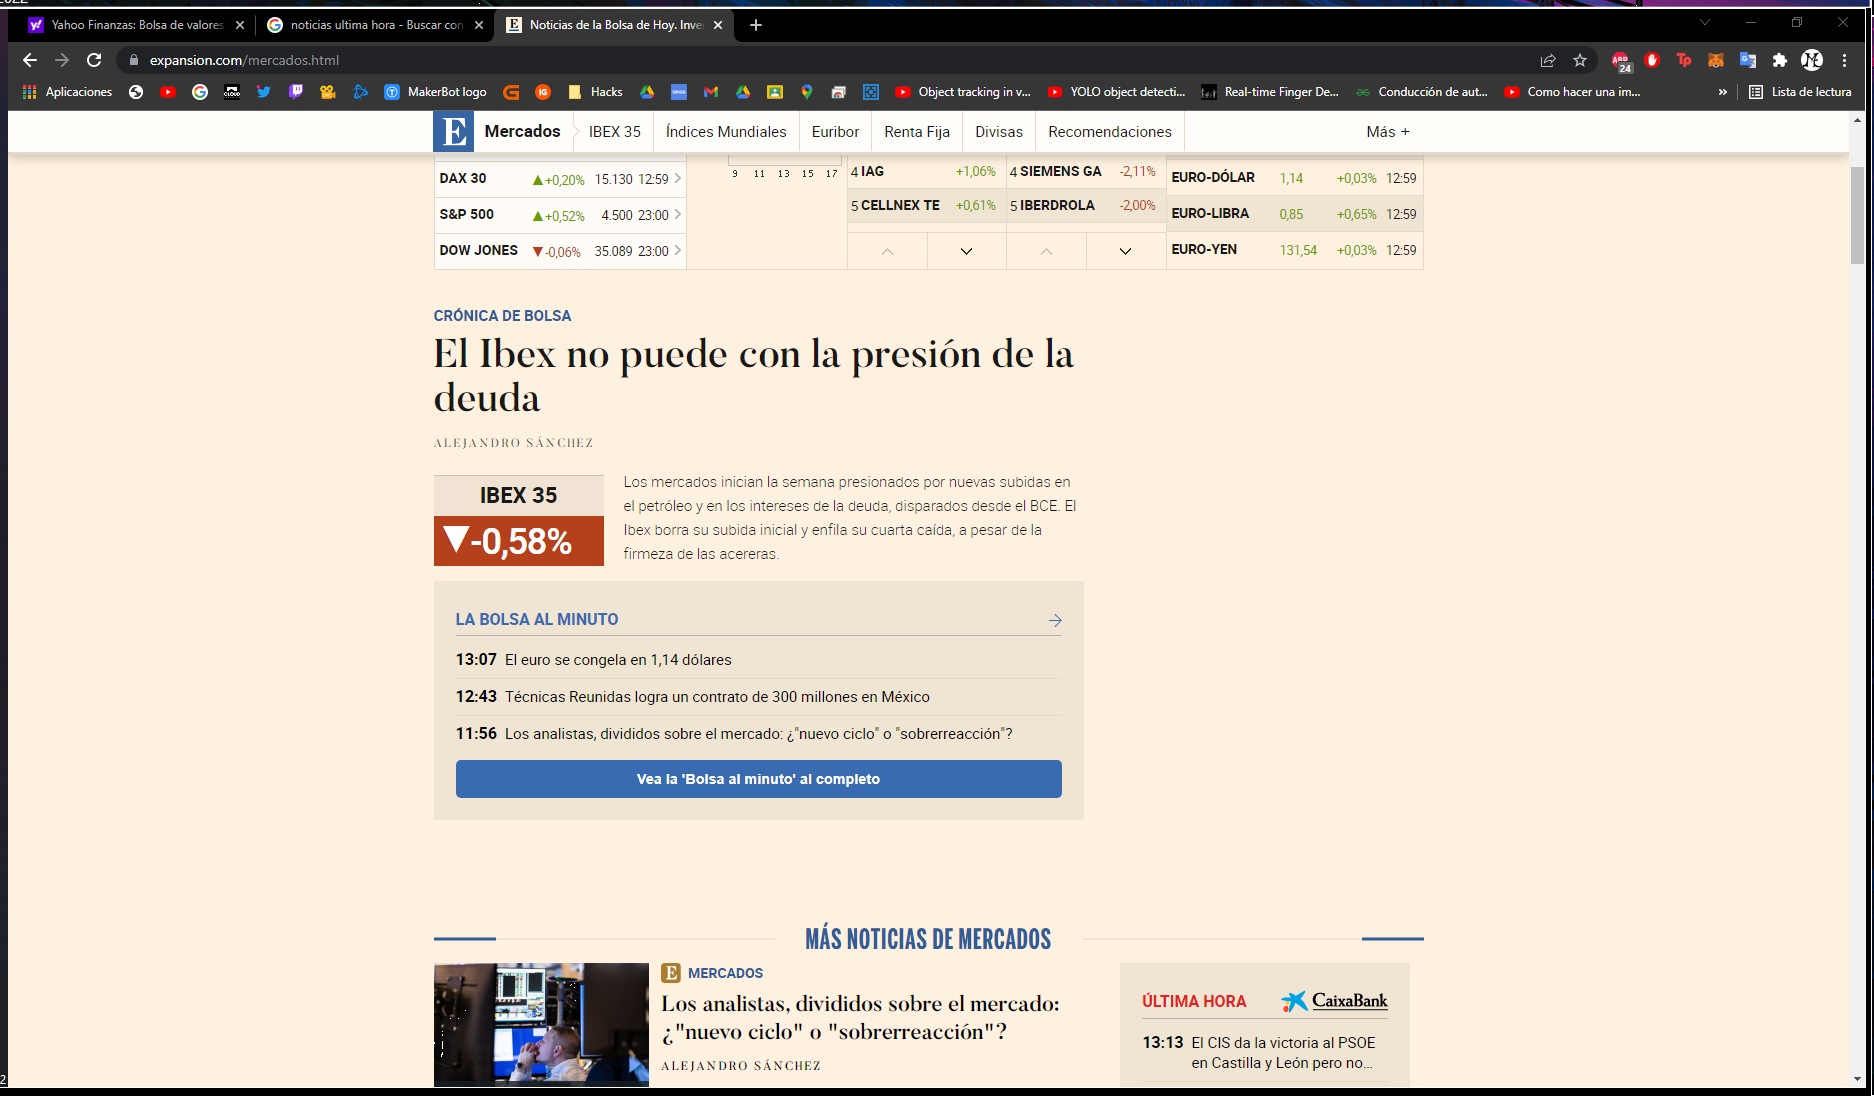 2022
Yahoo Finanzas: Bolsa de valores
noticias ultima hora - Buscar con
E
Noticias de la Bolsa de Hoy. Inver
expansion.com/mercados.html
24
Tp
Aplicaciones
MakerBot logo
Hacks
Object tracking in v...
YOLO object detecti...
Real-time Finger De...
Conducción de aut...
Como hacer una im...
»
Lista de lectura
E Mercados
IBEX 35
Índices Mundiales
Euribor
Renta Fija
Divisas
Recomendaciones
Más +
DAX 30 ▲+0,20% 15.130 12:59
S&P 500 ▲+0,52% 4.500 23:00
DOW JONES ▼-0,06% 35.089 23:00
9 11 13 15 17
4 IAG +1,06%
5 CELLNEX TE +0,61%
4 SIEMENS GA -2,11%
5 IBERDROLA -2,00%
EURO-DÓLAR 1,14 +0,03% 12:59
EURO-LIBRA 0,85 +0,65% 12:59
EURO-YEN 131,54 +0,03% 12:59
CRÓNICA DE BOLSA
El Ibex no puede con la presión de la
deuda
ALEJANDRO SÁNCHEZ
IBEX 35
▼-0,58%
Los mercados inician la semana presionados por nuevas subidas en
el petróleo y en los intereses de la deuda, disparados desde el BCE. El
Ibex borra su subida inicial y enfila su cuarta caída, a pesar de la
firmeza de las acereras.
LA BOLSA AL MINUTO
13:07 El euro se congela en 1,14 dólares
12:43 Técnicas Reunidas logra un contrato de 300 millones en México
11:56 Los analistas, divididos sobre el mercado: ¿"nuevo ciclo" o "sobrerreacción"?
Vea la 'Bolsa al minuto' al completo
MÁS NOTICIAS DE MERCADOS
E MERCADOS
Los analistas, divididos sobre el mercado:
¿"nuevo ciclo" o "sobrerreacción"?
ALEJANDRO SÁNCHEZ
ÚLTIMA HORA
CaixaBank
13:13 El CIS da la victoria al PSOE
en Castilla y León pero no...
2